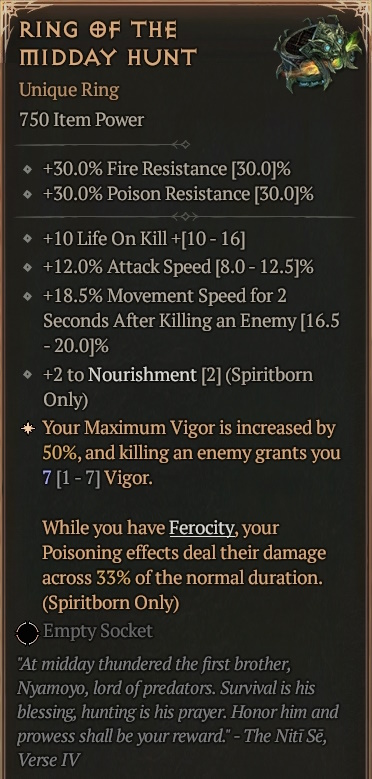 RING OF THE
MIDDAY HUNT
Unique Ring
750 Item Power
+30.0% Fire Resistance [30.0]%
+30.0% Poison Resistance [30.0]%
+10 Life On Kill +[10 - 16]
+12.0% Attack Speed [8.0 - 12.5]%
+18.5% Movement Speed for 2
Seconds After Killing an Enemy [16.5
- 20.0]%
+2 to Nourishment [2] (Spiritborn
Only)
Your Maximum Vigor is increased by
50%, and killing an enemy grants you
7 [1 - 7] Vigor.
While you have Ferocity, your
Poisoning effects deal their damage
across 33% of the normal duration.
(Spiritborn Only)
Empty Socket
"At midday thundered the first brother,
Nyamoyo, lord of predators. Survival is his
blessing, hunting is his prayer. Honor him and
prowess shall be your reward." - The Nitī Sē,
Verse IV